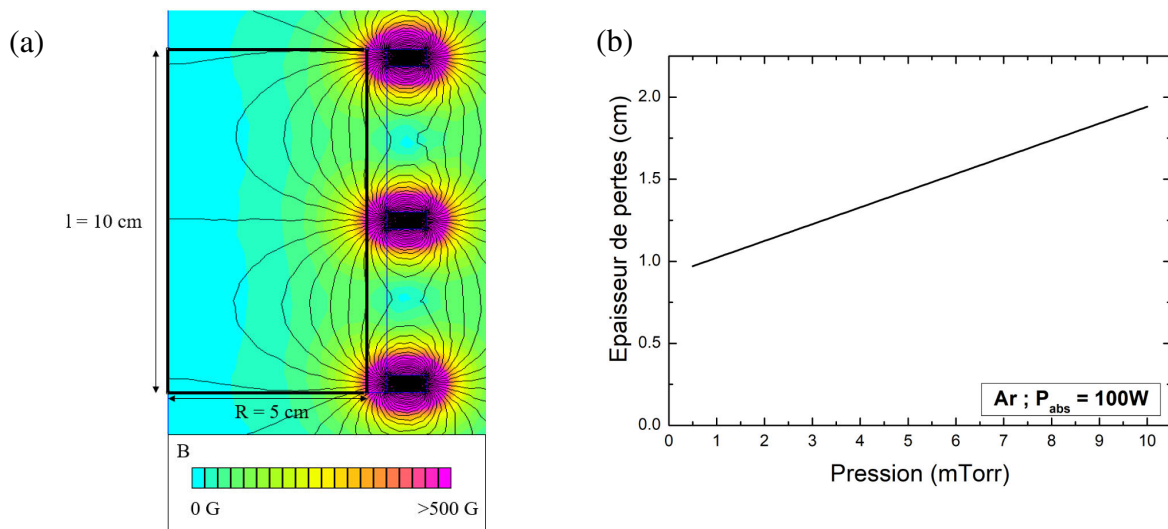 (a)
l = 10 cm
R = 5 cm
B
0 G
>500 G
(b)
Epaisseur de pertes (cm)
2.0
1.5
1.0
0.5
0.0
Ar ; Pabs = 100W
0 1 2 3 4 5 6 7 8 9 10
Pression (mTorr)